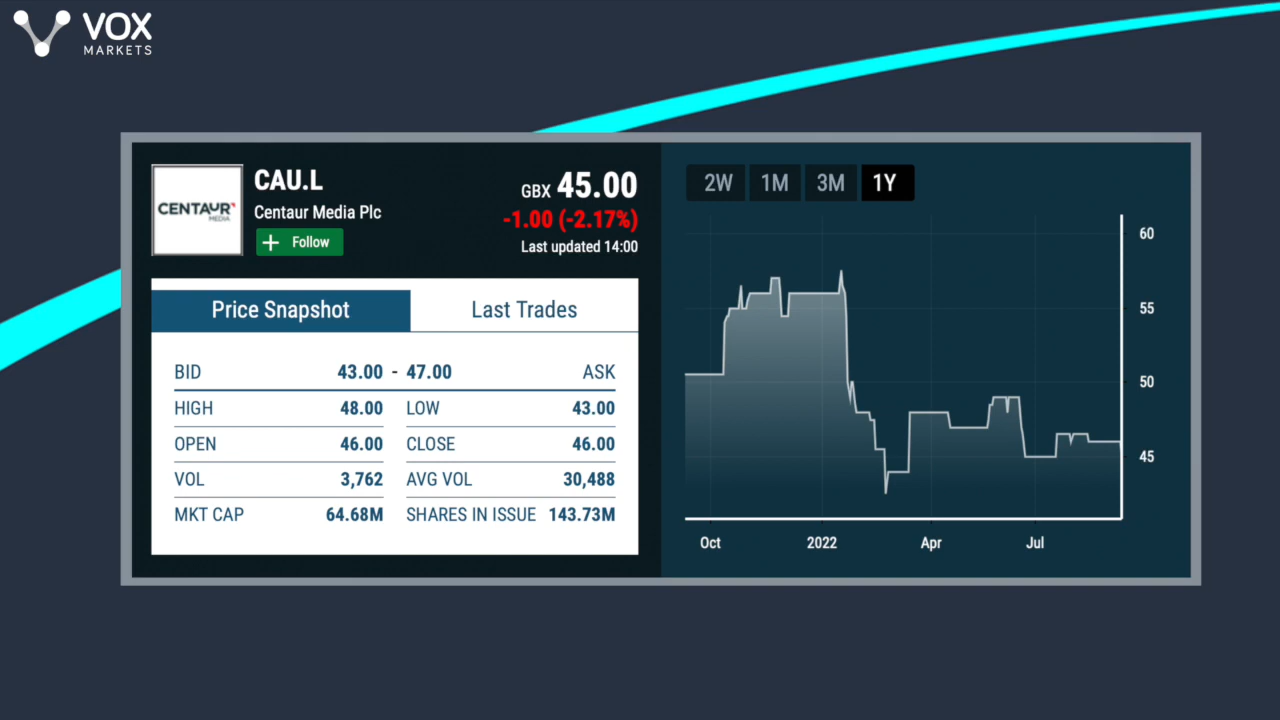 VOX
MARKETS
CENTAUR
MEDIA
CAU.L
Centaur Media Plc
+ Follow
GBX 45.00
-1.00 (-2.17%)
Last updated 14:00
Price Snapshot
Last Trades
BID 43.00 - 47.00 ASK
HIGH 48.00 LOW 43.00
OPEN 46.00 CLOSE 46.00
VOL 3,762 AVG VOL 30,488
MKT CAP 64.68M SHARES IN ISSUE 143.73M
2W 1M 3M 1Y
60
55
50
45
Oct 2022 Apr Jul